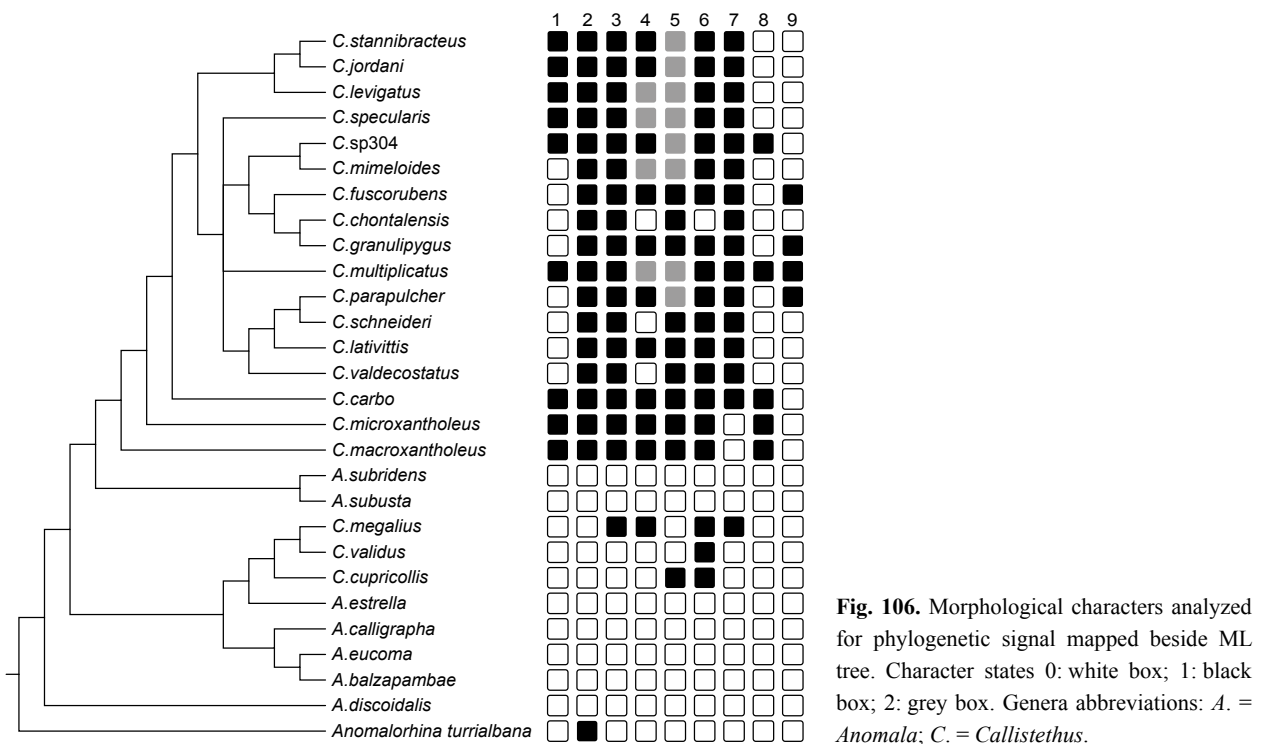 1 2 3 4 5 6 7 8 9
C.stannibracteus
C.jordani
C.levigatus
C.specularis
C.sp304
C.mimeloides
C.fuscorubens
C.chontalensis
C.granulipygus
C.multiplicatus
C.parapulcher
C.schneideri
C.lativittis
C.valdecostatus
C.carbo
C.microxantholeus
C.macroxantholeus
A.subridens
A.subusta
C.megalius
C.validus
C.cupricollis
A.estrella
A.calligrapha
A.eucoma
A.balzapambae
A.discoidalis
Anomalorhina turrialbana
Fig. 106. Morphological characters analyzed
for phylogenetic signal mapped beside ML
tree. Character states 0: white box; 1: black
box; 2: grey box. Genera abbreviations: A. =
Anomala; C. = Callistethus.